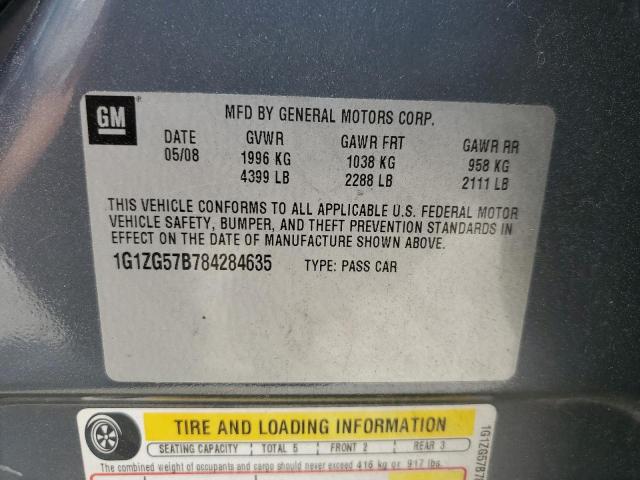 GM
MFD BY GENERAL MOTORS CORP.
DATE GVWR GAWR FRT GAWR RR
05/08 1996 KG 1038 KG 958 KG
4399 LB 2288 LB 2111 LB
THIS VEHICLE CONFORMS TO ALL APPLICABLE U.S. FEDERAL MOTOR
VEHICLE SAFETY, BUMPER, AND THEFT PREVENTION STANDARDS IN
EFFECT ON THE DATE OF MANUFACTURE SHOWN ABOVE.
1G1ZG57B784284635 TYPE: PASS CAR
TIRE AND LOADING INFORMATION
SEATING CAPACITY TOTAL 5 FRONT 2 REAR 3
The combined weight of occupants and cargo should never exceed 416 kg or 917 lbs.